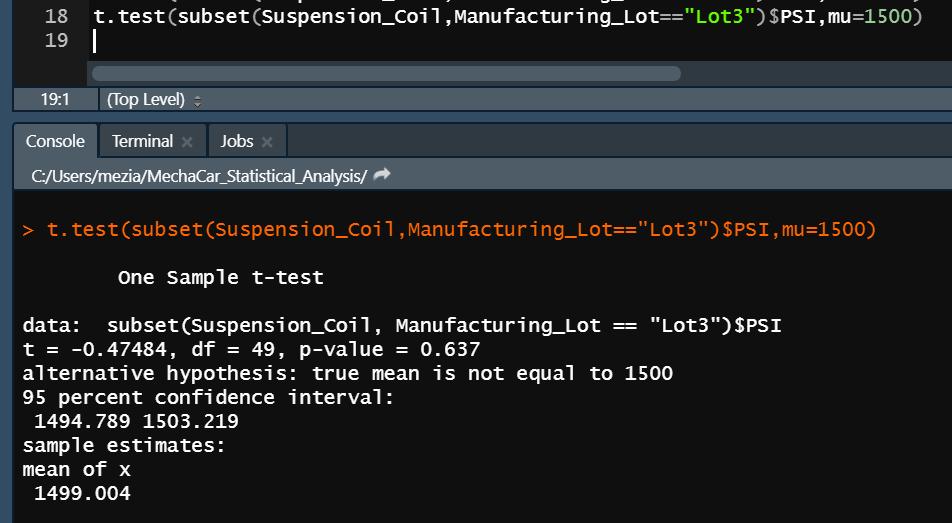 18 t.test(subset(Suspension_Coil,Manufacturing_Lot=="Lot3")$PSI,mu=1500)
19
19:1 (Top Level)
Console Terminal Jobs
C:/Users/mezia/MechaCar_Statistical_Analysis/
> t.test(subset(Suspension_Coil,Manufacturing_Lot=="Lot3")$PSI,mu=1500)
One Sample t-test
data:  subset(Suspension_Coil, Manufacturing_Lot == "Lot3")$PSI
t = -0.47484, df = 49, p-value = 0.637
alternative hypothesis: true mean is not equal to 1500
95 percent confidence interval:
1494.789 1503.219
sample estimates:
mean of x
1499.004